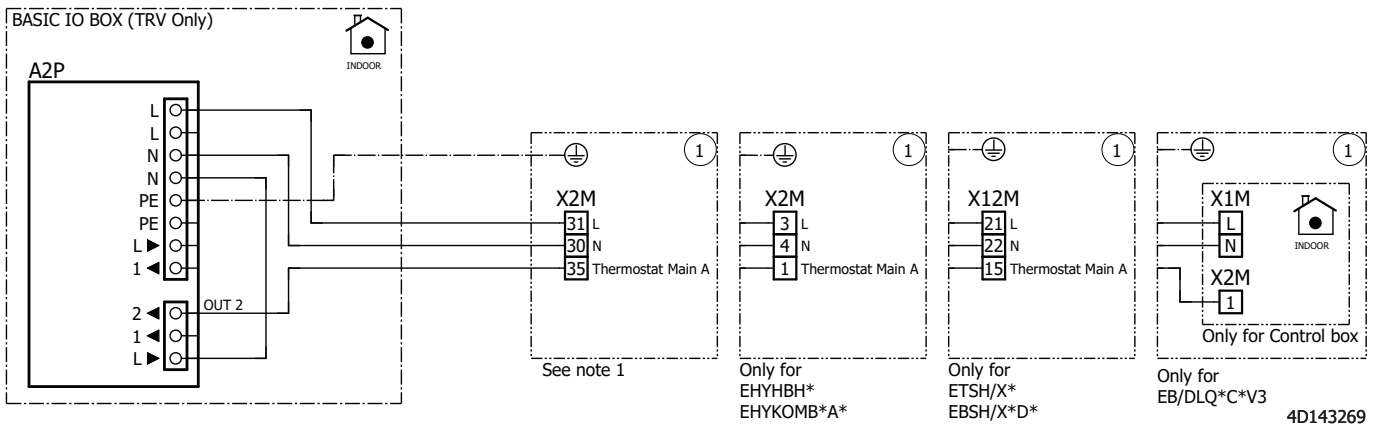 BASIC IO BOX (TRV Only)
INDOOR
A2P
L
L
N
N
PE
PE
L ▶
1 ◀
2 ◀ OUT 2
1 ◀
L ▶
1
X2M
31 L
30 N
35 Thermostat Main A
See note 1
1
X2M
3 L
4 N
1 Thermostat Main A
Only for
EHYHBH*
EHYKOMB*A*
1
X12M
21 L
22 N
15 Thermostat Main A
Only for
ETSH/X*
EBSH/X*D*
1
X1M
L
N
INDOOR
X2M
1
Only for Control box
Only for
EB/DLQ*C*V3
4D143269